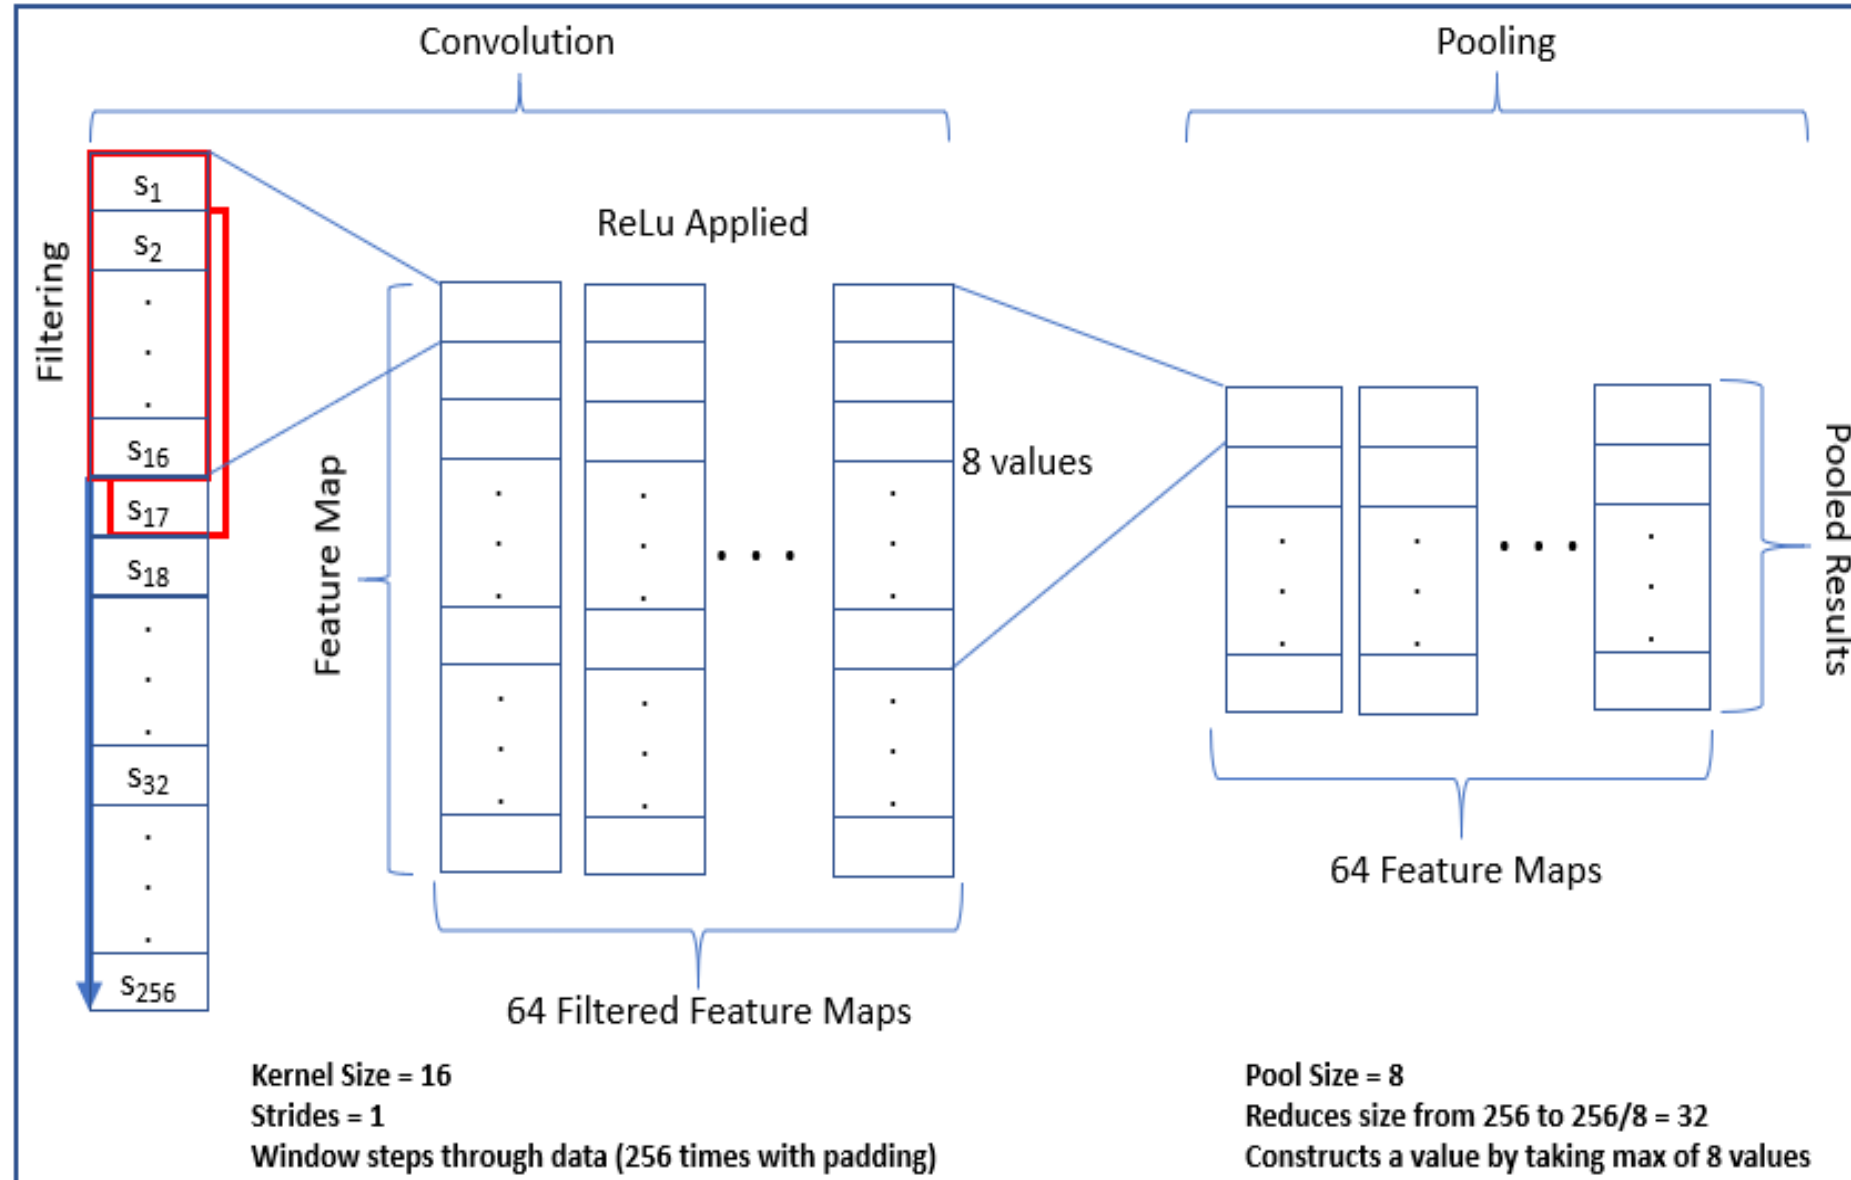 Convolution
Pooling
Filtering
s1
s2
.
.
.
s16
s17
s18
.
.
.
s32
.
.
.
s256
ReLu Applied
Feature Map
8 values
. . .
64 Filtered Feature Maps
. . .
Pooled Results
64 Feature Maps
Kernel Size = 16
Strides = 1
Window steps through data (256 times with padding)
Pool Size = 8
Reduces size from 256 to 256/8 = 32
Constructs a value by taking max of 8 values